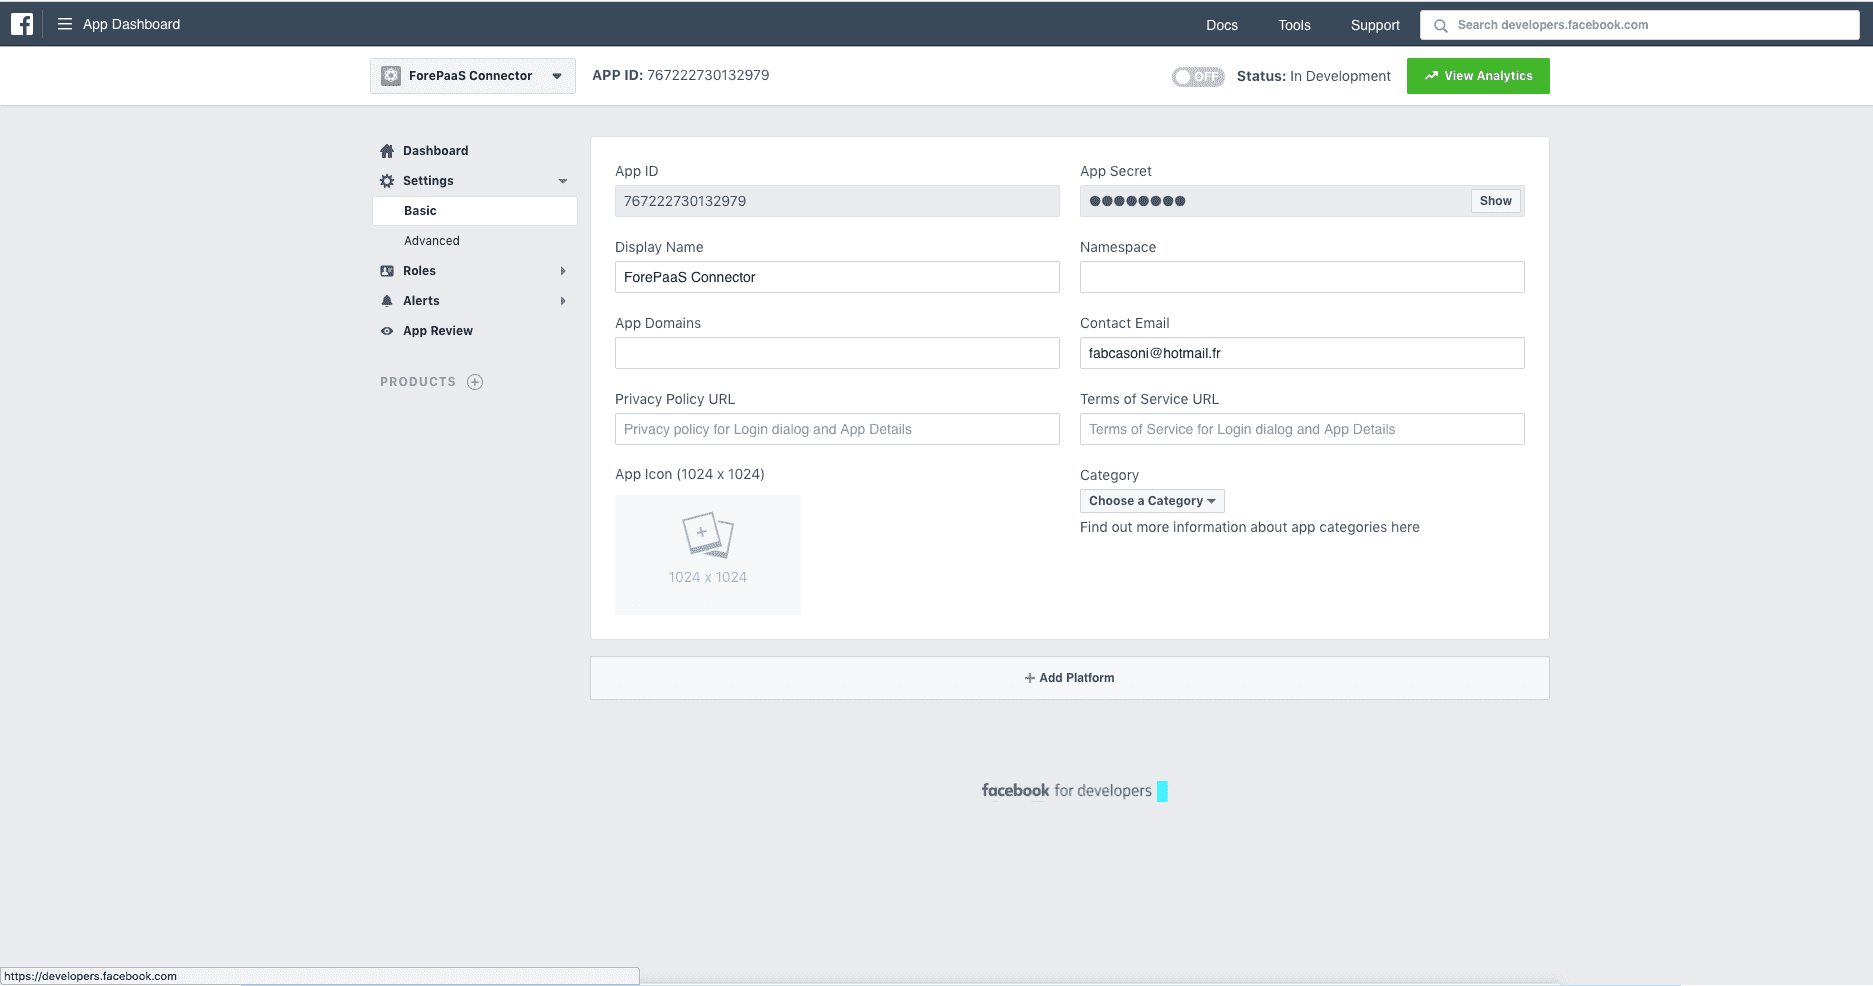 App Dashboard
Docs
Tools
Support
Search developers.facebook.com
ForePaaS Connector
APP ID: 767222730132979
OFF
Status: In Development
View Analytics
Dashboard
Settings
Basic
Advanced
Roles
Alerts
App Review
PRODUCTS
App ID
767222730132979
App Secret
Show
Display Name
ForePaaS Connector
Namespace
App Domains
Contact Email
fabcasoni@hotmail.fr
Privacy Policy URL
Privacy policy for Login dialog and App Details
Terms of Service URL
Terms of Service for Login dialog and App Details
App Icon (1024 x 1024)
1024 x 1024
Category
Choose a Category
Find out more information about app categories here
+ Add Platform
facebook for developers
https://developers.facebook.com